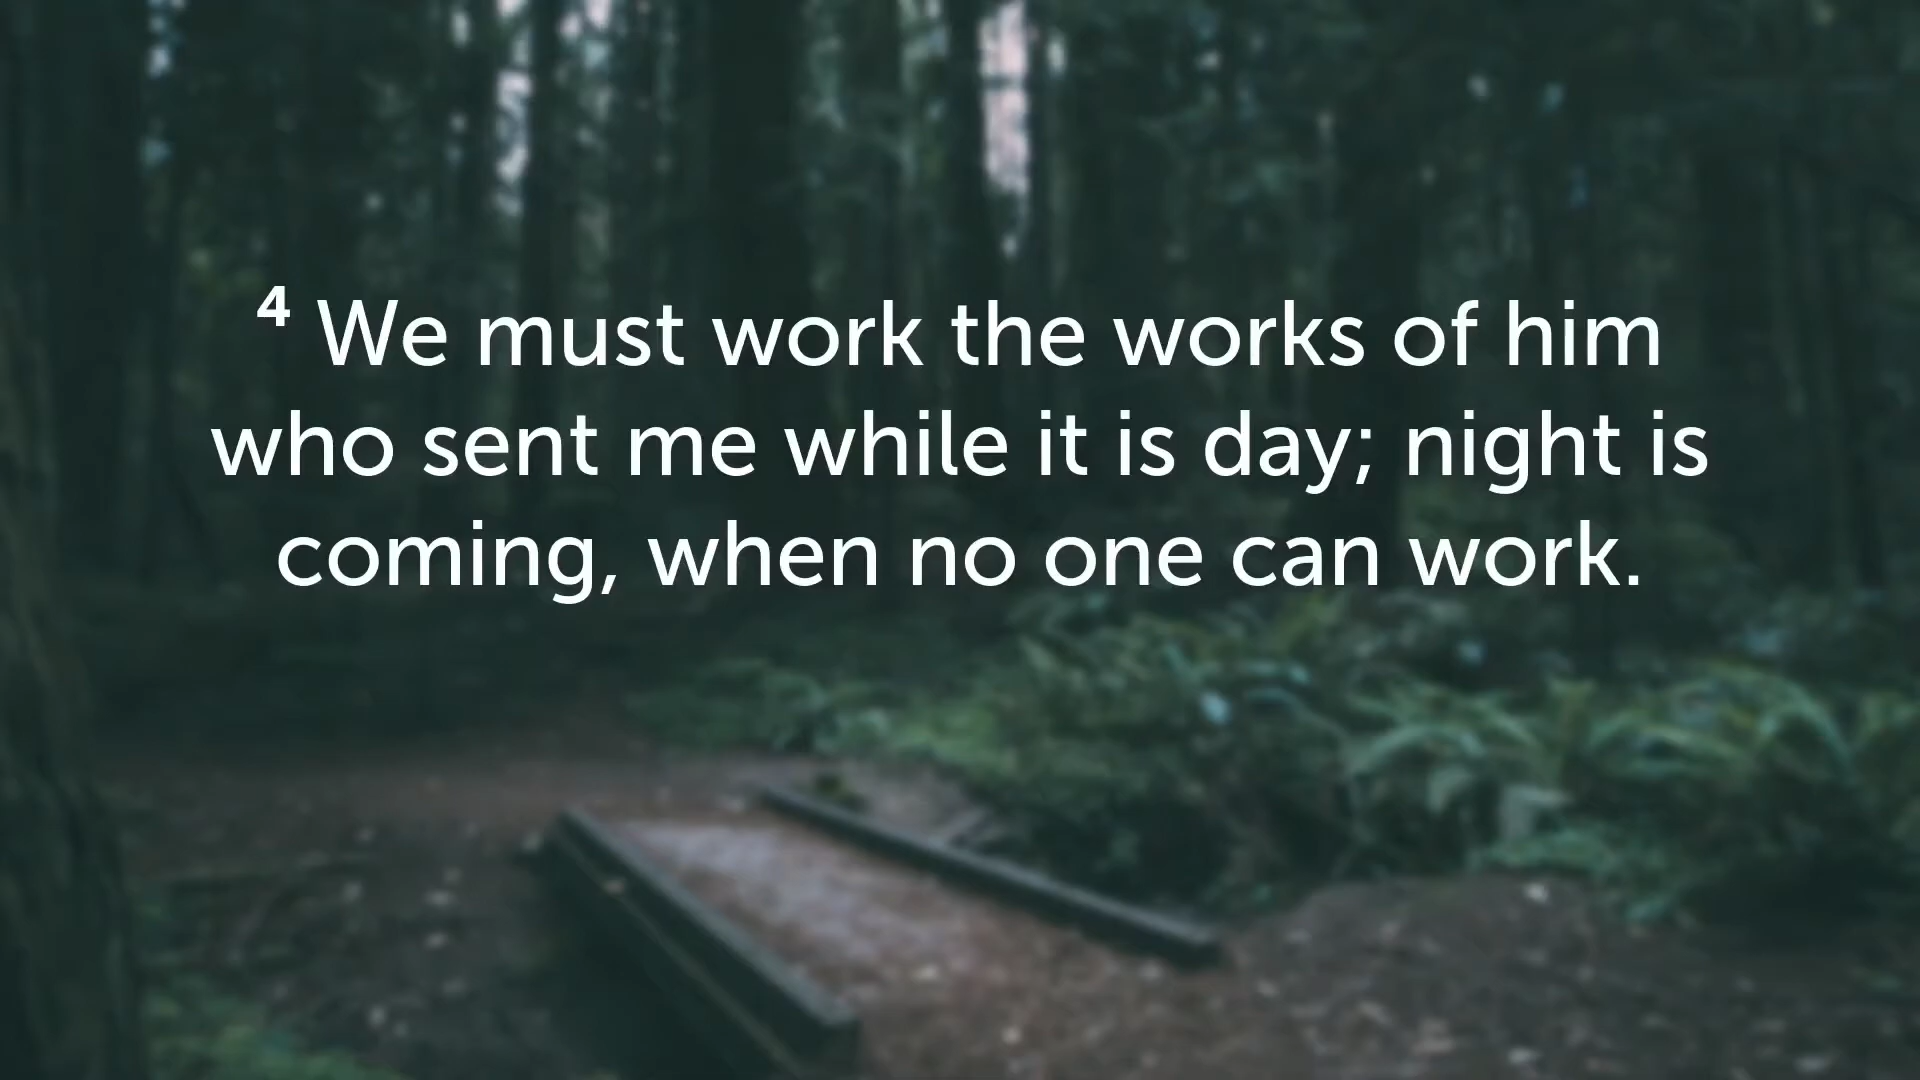 4 We must work the works of him
who sent me while it is day; night is
coming, when no one can work.